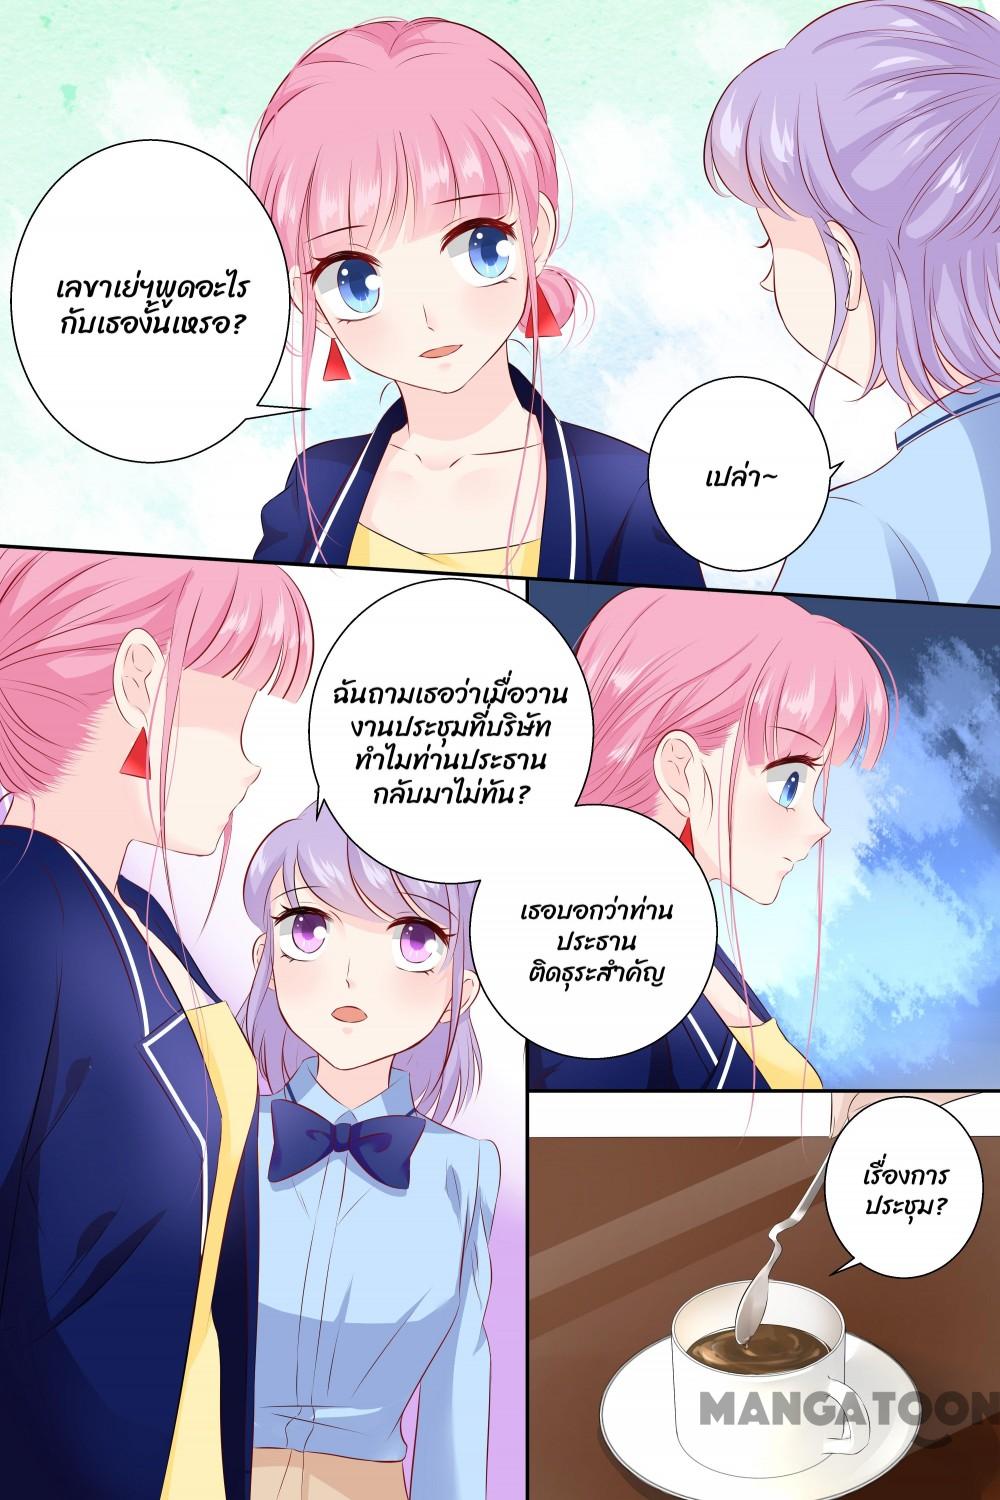 เลขาเย่ฯพูดอะไร
กับเธองั้นเหรอ?
เปล่า~
ฉันถามเธอว่าเมื่อวาน
งานประชุมที่บริษัท
ทำไมท่านประธาน
กลับมาไม่ทัน?
เธอบอกว่าท่าน
ประธาน
ติดธุระสำคัญ
เรื่องการ
ประชุม?
MANGATOON